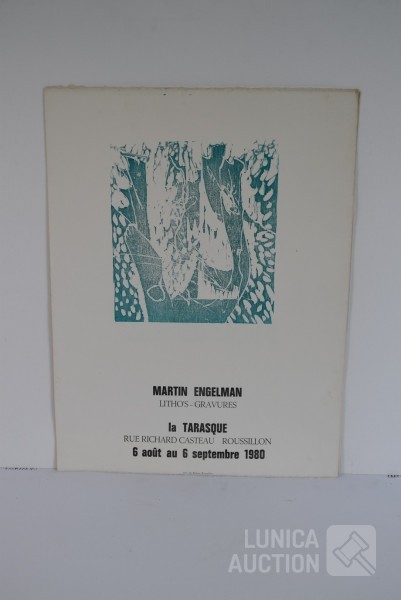 MARTIN ENGELMAN
LITHO'S - GRAVURES
la TARASQUE
RUE RICHARD CASTEAU ROUSSILLON
6 août au 6 septembre 1980
LUNICA
AUCTION